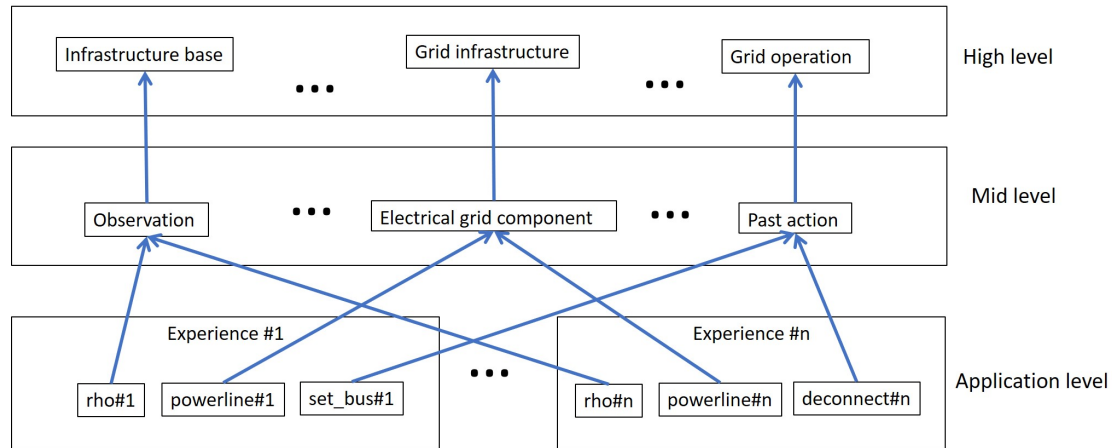 Infrastructure base
Grid infrastructure
Grid operation
High level
...
...
Observation
Electrical grid component
Past action
Mid level
...
...
Experience #1
Experience #n
...
rho#1
powerline#1
set_bus#1
rho#n
powerline#n
deconnect#n
Application level